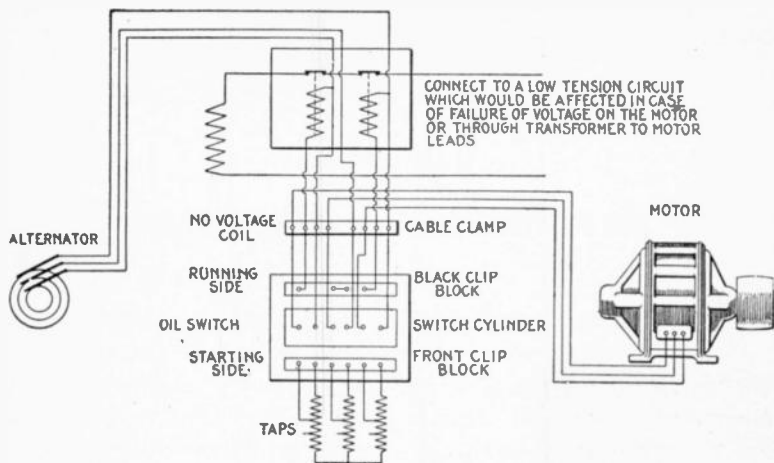 CONNECT TO A LOW TENSION CIRCUIT
WHICH WOULD BE AFFECTED IN CASE
OF FAILURE OF VOLTAGE ON THE MOTOR
OR THROUGH TRANSFORMER TO MOTOR
LEADS
NO VOLTAGE
COIL
CABLE CLAMP
MOTOR
ALTERNATOR
RUNNING
SIDE
BLACK CLIP
BLOCK
OIL SWITCH
SWITCH CYLINDER
STARTING
SIDE
FRONT CLIP
BLOCK
TAPS